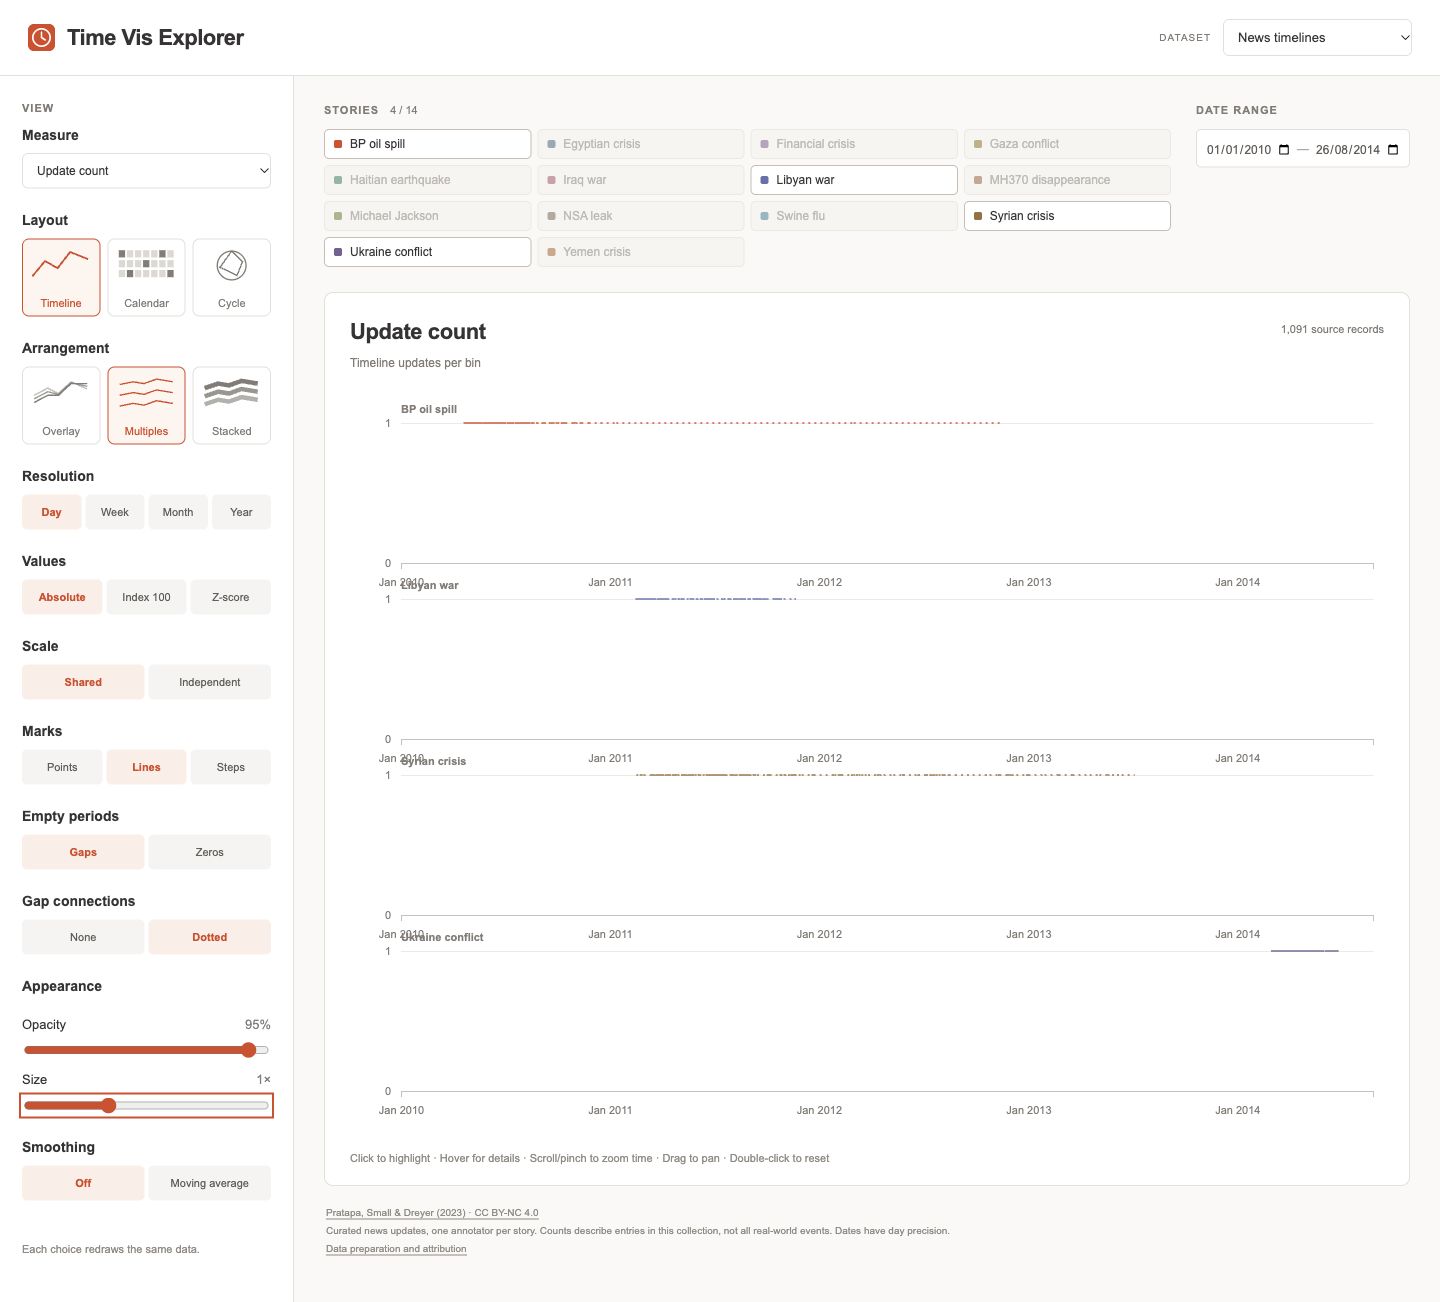 Time Vis Explorer
DATASET
News timelines
VIEW
Measure
Update count
Layout
Timeline
Calendar
Cycle
Arrangement
Overlay
Multiples
Stacked
Resolution
Day
Week
Month
Year
Values
Absolute
Index 100
Z-score
Scale
Shared
Independent
Marks
Points
Lines
Steps
Empty periods
Gaps
Zeros
Gap connections
None
Dotted
Appearance
Opacity
95%
Size
1×
Smoothing
Off
Moving average
Each choice redraws the same data.
STORIES 4 / 14
BP oil spill
Egyptian crisis
Financial crisis
Gaza conflict
Haitian earthquake
Iraq war
Libyan war
MH370 disappearance
Michael Jackson
NSA leak
Swine flu
Syrian crisis
Ukraine conflict
Yemen crisis
DATE RANGE
01/01/2010 — 26/08/2014
Update count
1,091 source records
Timeline updates per bin
BP oil spill
1
0
Jan 2010 Jan 2011 Jan 2012 Jan 2013 Jan 2014
Libyan war
1
0
Jan 2010 Jan 2011 Jan 2012 Jan 2013 Jan 2014
Syrian crisis
1
0
Jan 2010 Jan 2011 Jan 2012 Jan 2013 Jan 2014
Ukraine conflict
1
0
Jan 2010 Jan 2011 Jan 2012 Jan 2013 Jan 2014
Click to highlight · Hover for details · Scroll/pinch to zoom time · Drag to pan · Double-click to reset
Pratapa, Small & Dreyer (2023) · CC BY-NC 4.0
Curated news updates, one annotator per story. Counts describe entries in this collection, not all real-world events. Dates have day precision.
Data preparation and attribution